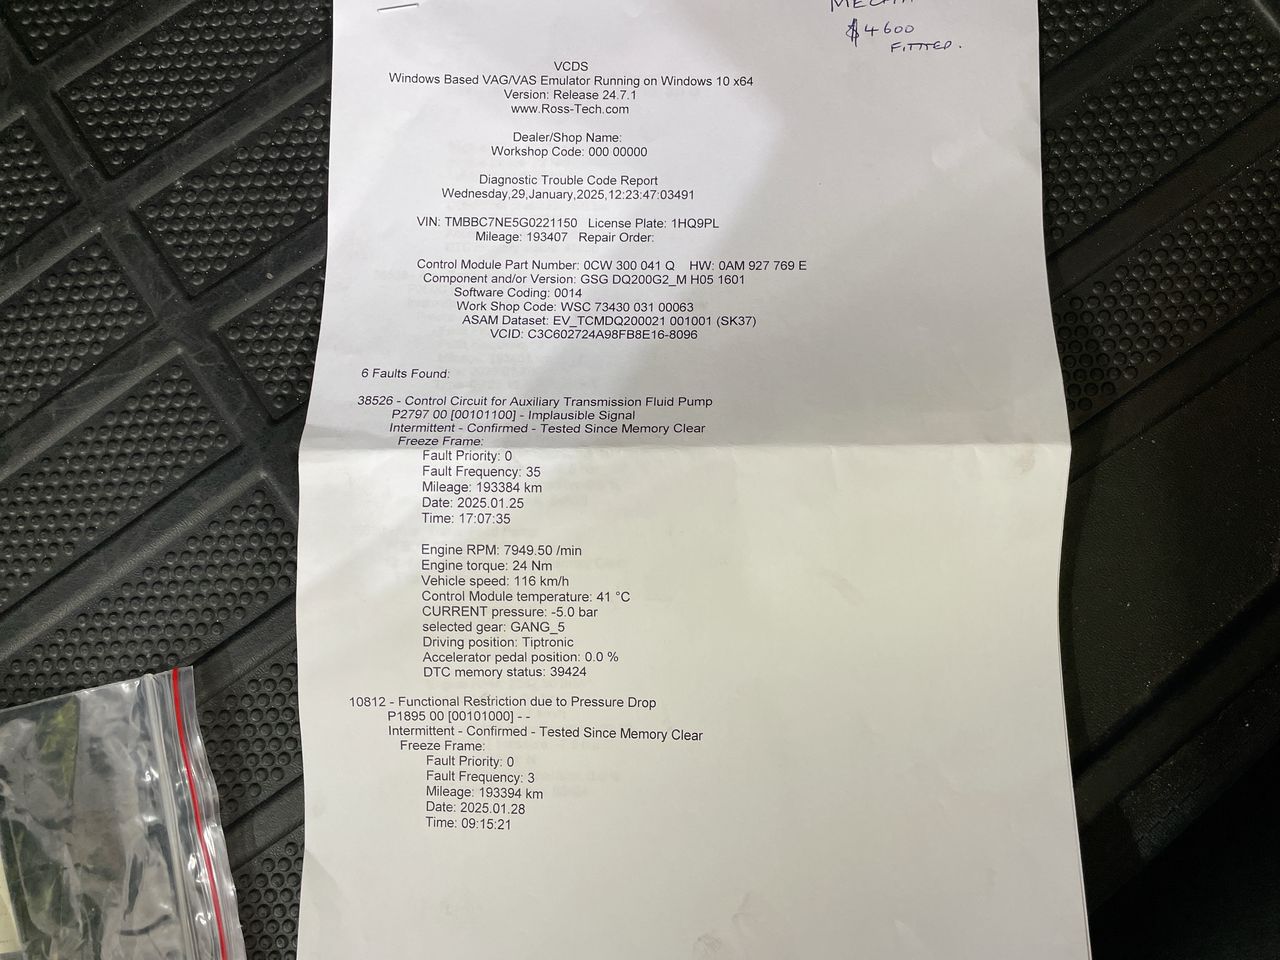 $4600
FITTED.
VCDS
Windows Based VAG/VAS Emulator Running on Windows 10 x64
Version: Release 24.7.1
www.Ross-Tech.com
Dealer/Shop Name:
Workshop Code: 000 00000
Diagnostic Trouble Code Report
Wednesday,29,January,2025,12:23:47:03491
VIN: TMBBC7NE5G0221150 License Plate: 1HQ9PL
Mileage: 193407 Repair Order:
Control Module Part Number: 0CW 300 041 Q HW: 0AM 927 769 E
Component and/or Version: GSG DQ200G2_M H05 1601
Software Coding: 0014
Work Shop Code: WSC 73430 031 00063
ASAM Dataset: EV_TCMDQ200021 001001 (SK37)
VCID: C3C602724A98FB8E16-8096
6 Faults Found:
38526 - Control Circuit for Auxiliary Transmission Fluid Pump
P2797 00 [00101100] - Implausible Signal
Intermittent - Confirmed - Tested Since Memory Clear
Freeze Frame:
Fault Priority: 0
Fault Frequency: 35
Mileage: 193384 km
Date: 2025.01.25
Time: 17:07:35
Engine RPM: 7949.50 /min
Engine torque: 24 Nm
Vehicle speed: 116 km/h
Control Module temperature: 41 °C
CURRENT pressure: -5.0 bar
selected gear: GANG_5
Driving position: Tiptronic
Accelerator pedal position: 0.0 %
DTC memory status: 39424
10812 - Functional Restriction due to Pressure Drop
P1895 00 [00101000] - -
Intermittent - Confirmed - Tested Since Memory Clear
Freeze Frame:
Fault Priority: 0
Fault Frequency: 3
Mileage: 193394 km
Date: 2025.01.28
Time: 09:15:21